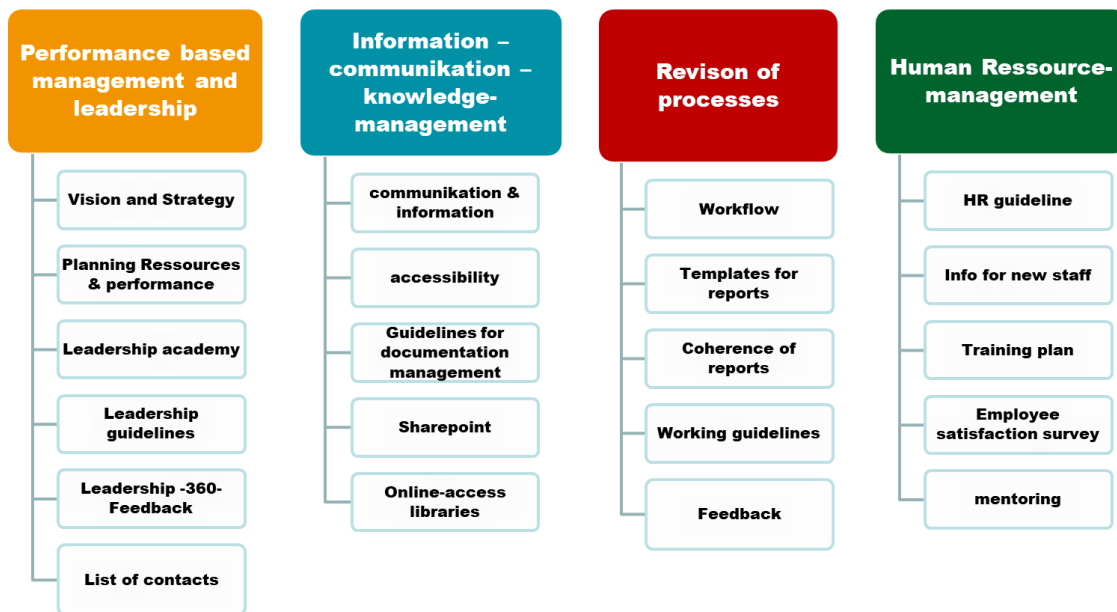 Performance based
management and
leadership
Vision and Strategy
Planning Ressources
& performance
Leadership academy
Leadership
guidelines
Leadership -360-
Feedback
List of contacts
Information –
communikation –
knowledge-
management
communikation &
information
accessibility
Guidelines for
documentation
management
Sharepoint
Online-access
libraries
Revison of
processes
Workflow
Templates for
reports
Coherence of
reports
Working guidelines
Feedback
Human Ressource-
management
HR guideline
Info for new staff
Training plan
Employee
satisfaction survey
mentoring